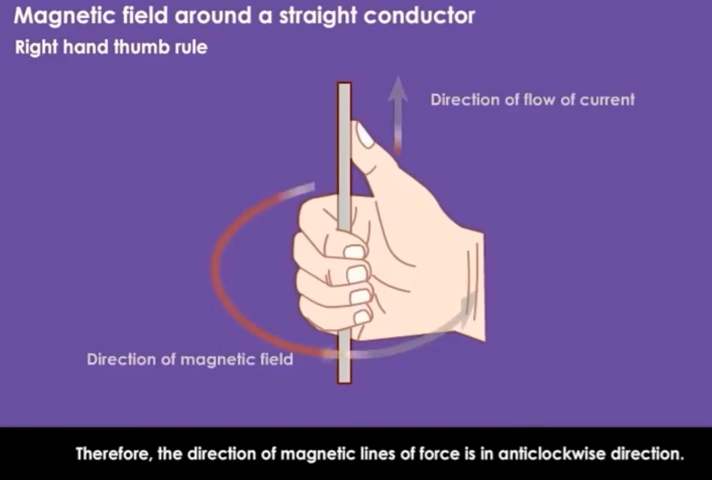 Magnetic field around a straight conductor
Right hand thumb rule
Direction of flow of current
Direction of magnetic field
Therefore, the direction of magnetic lines of force is in anticlockwise direction.